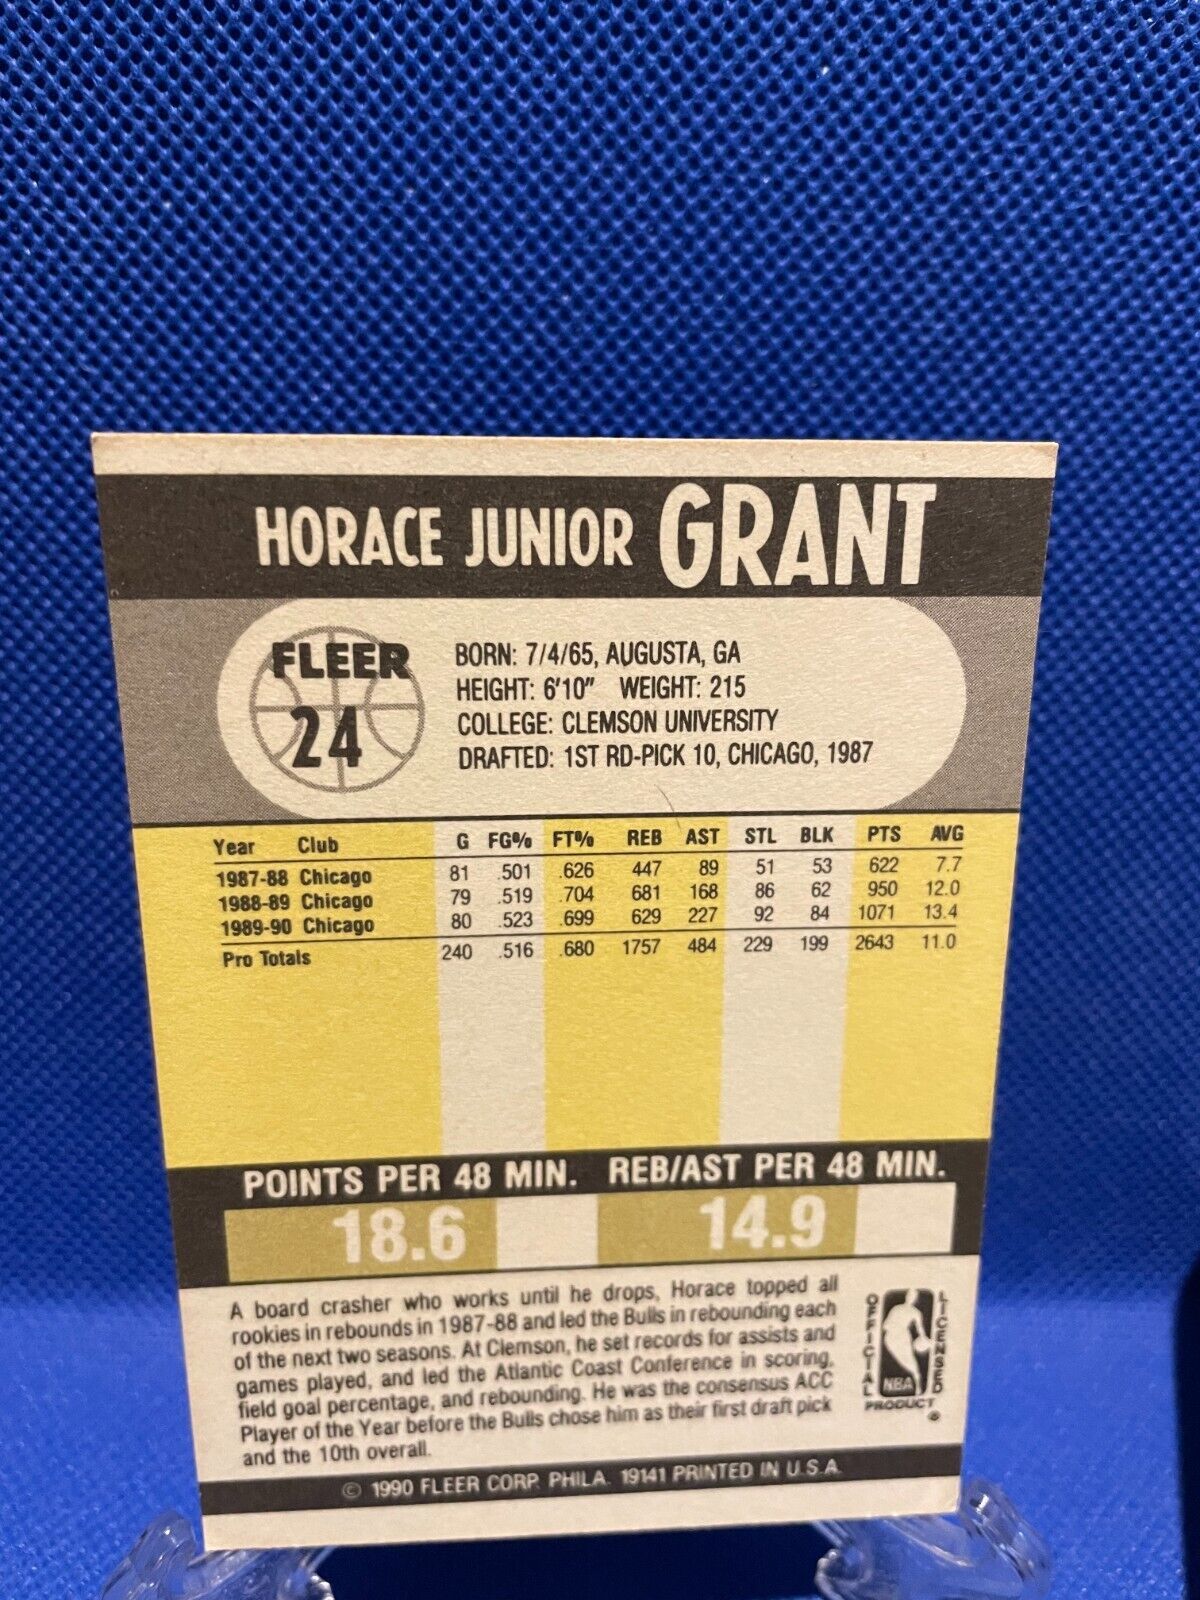 HORACE JUNIOR GRANT
FLEER
24
BORN: 7/4/65, AUGUSTA, GA
HEIGHT: 6'10" WEIGHT: 215
COLLEGE: CLEMSON UNIVERSITY
DRAFTED: 1ST RD-PICK 10, CHICAGO, 1987
Year Club G FG% FT% REB AST STL BLK PTS AVG
1987-88 Chicago 81 .501 .626 447 89 51 53 622 7.7
1988-89 Chicago 79 .519 .704 681 168 86 62 950 12.0
1989-90 Chicago 80 .523 .699 629 227 92 84 1071 13.4
Pro Totals 240 .516 .680 1757 484 229 199 2643 11.0
POINTS PER 48 MIN. REB/AST PER 48 MIN.
18.6 14.9
A board crasher who works until he drops, Horace topped all
rookies in rebounds in 1987-88 and led the Bulls in rebounding each
of the next two seasons. At Clemson, he set records for assists and
games played, and led the Atlantic Coast Conference in scoring,
field goal percentage, and rebounding. He was the consensus ACC
Player of the Year before the Bulls chose him as their first draft pick
and the 10th overall.
OFFICIAL LICENSED
NBA
PRODUCT ®
© 1990 FLEER CORP. PHILA. 19141 PRINTED IN U.S.A.